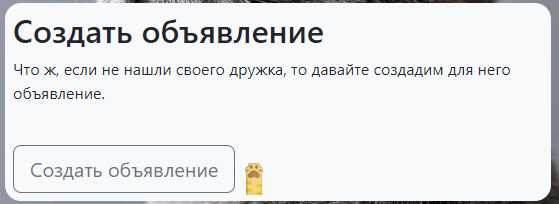 Создать объявление
Что ж, если не нашли своего дружка, то давайте создадим для него
объявление.
Создать объявление